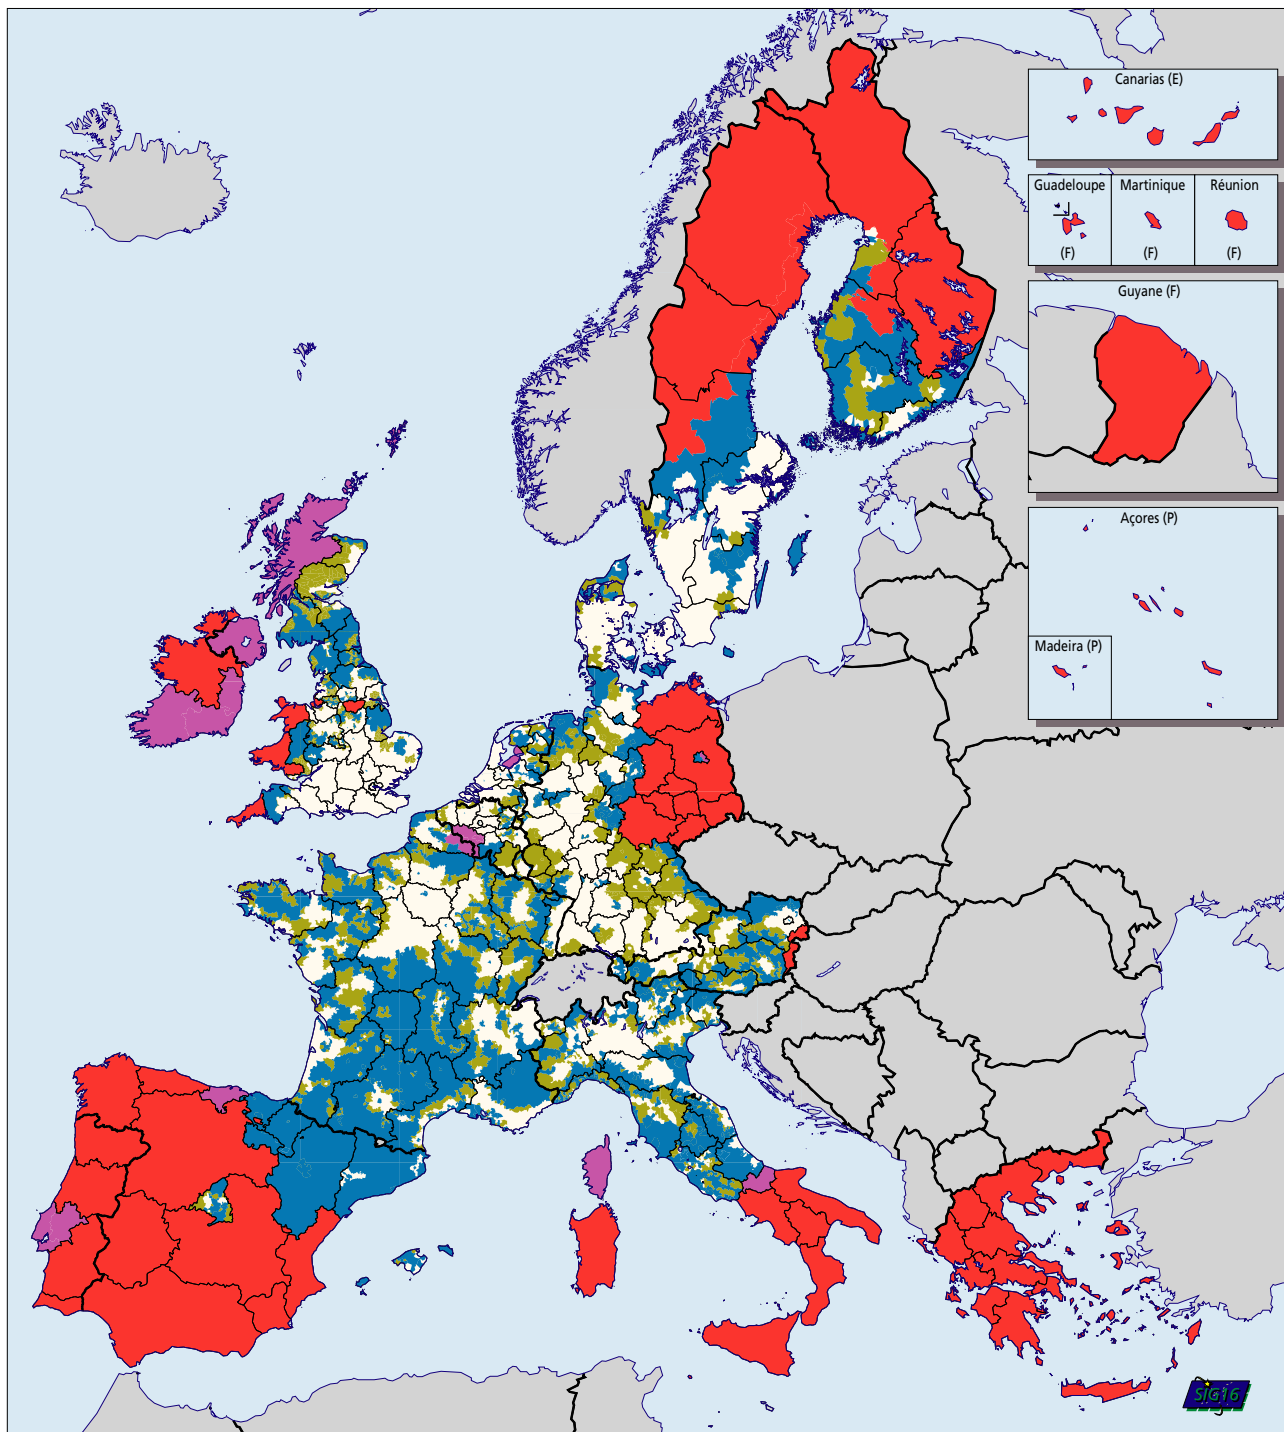 Canarias (E)
Guadeloupe
Martinique
Réunion
(F)
(F)
(F)
Guyane (F)
Açores (P)
Madeira (P)
SIG16